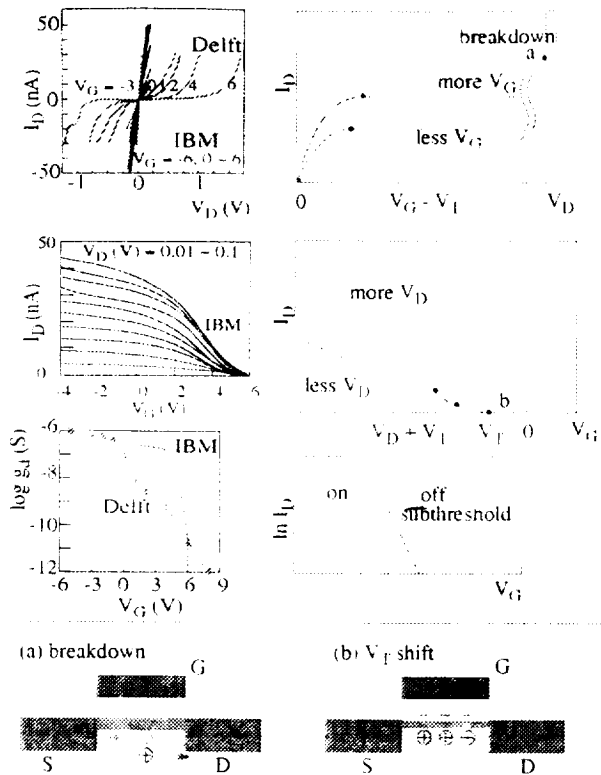 50
Delft
V_G = -3 0 1 2 4 6
I_D (nA)
0
IBM
V_G = -6, 0 - 6
-50
-1 0 1
V_D (V)
breakdown
a
I_D
more V_G
less V_G
0 V_G - V_T V_D
50
V_D (V) = 0.01 - 0.1
I_D (nA)
IBM
0
-4 -2 0 2 4 6
V_G (V)
more V_D
I_D
less V_D
b
V_D + V_T V_T 0 V_G
-6
IBM
log g_d (S)
-8
Delft
-10
-12
-6 -3 0 3 6 9
V_G (V)
on
off
ln I_D
subthreshold
V_G
(a) breakdown
G
S D
(b) V_T shift
G
S D